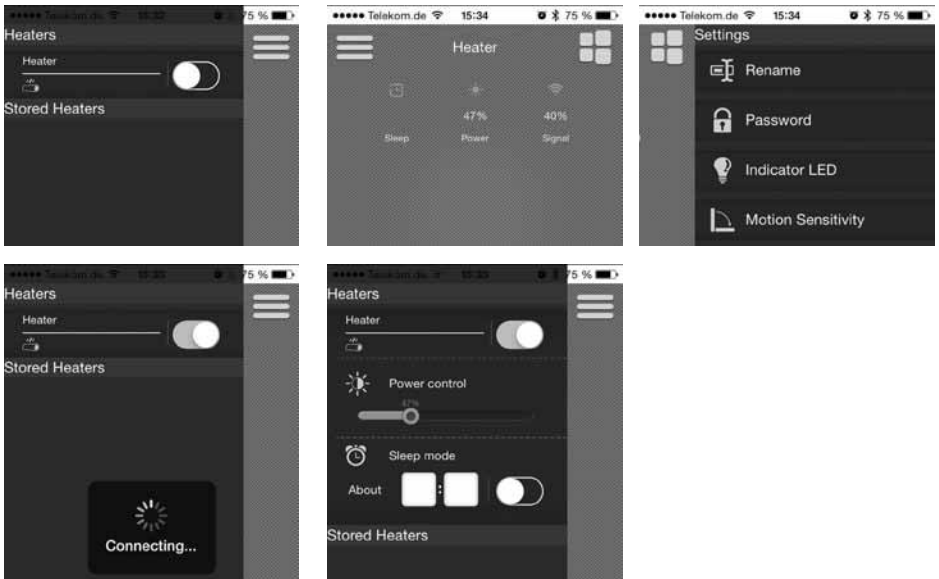 75 %
Heaters
Heater
Stored Heaters
Telekom.de 15:34 75 %
Heater
47% 40%
Sleep Power Signal
Telekom.de 15:34 75 %
Settings
Rename
Password
Indicator LED
Motion Sensitivity
75 %
Heaters
Heater
Stored Heaters
Connecting...
75 %
Heaters
Heater
Power control
47%
Sleep mode
About :
Stored Heaters